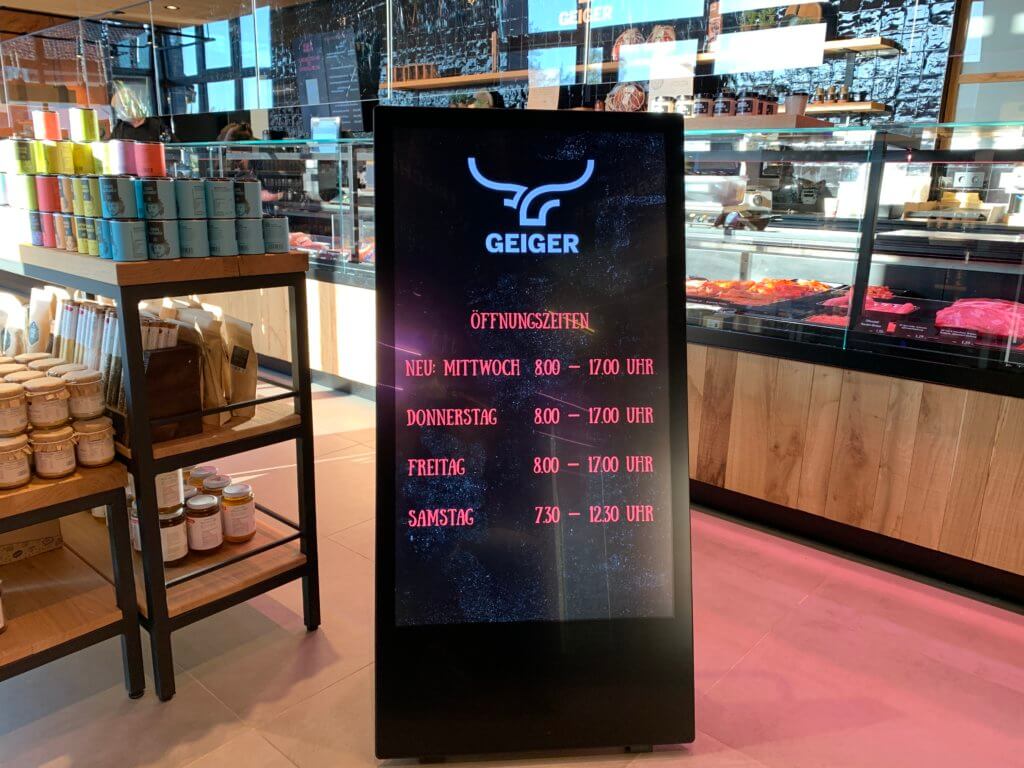 GEIGER
GEIGER
ÖFFNUNGSZEITEN
NEU: MITTWOCH 8.00 – 17.00 UHR
DONNERSTAG 8.00 – 17.00 UHR
FREITAG 8.00 – 17.00 UHR
SAMSTAG 7.30 – 12.30 UHR